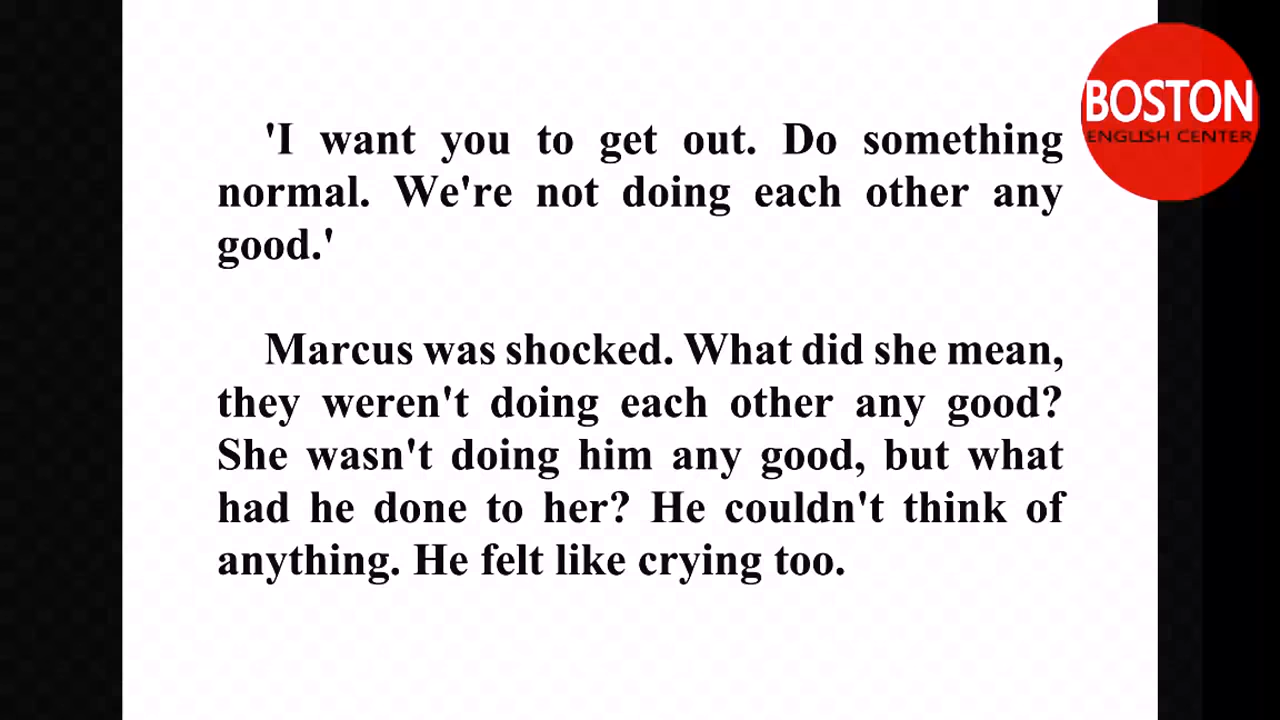 'I want you to get out. Do something
normal. We're not doing each other any
good.'
Marcus was shocked. What did she mean,
they weren't doing each other any good?
She wasn't doing him any good, but what
had he done to her? He couldn't think of
anything. He felt like crying too.
BOSTON
ENGLISH CENTER